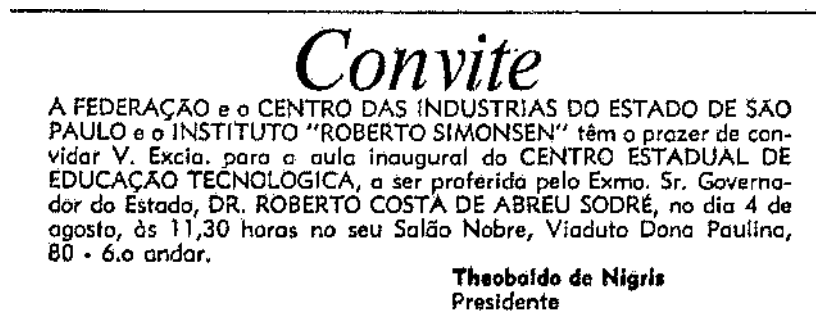 Convite
A FEDERAÇÃO e o CENTRO DAS INDUSTRIAS DO ESTADO DE SÃO
PAULO e o INSTITUTO "ROBERTO SIMONSEN" têm o prazer de con-
vidar V. Excia. para a aula inaugural do CENTRO ESTADUAL DE
EDUCAÇÃO TECNOLOGICA, a ser proferida pelo Exmo. Sr. Governa-
dor do Estado, DR. ROBERTO COSTA DE ABREU SODRÉ, no dia 4 de
agosto, às 11,30 horas no seu Salão Nobre, Viaduto Dona Paulina,
80 - 6.o andar.
Theobaldo de Nigris
Presidente